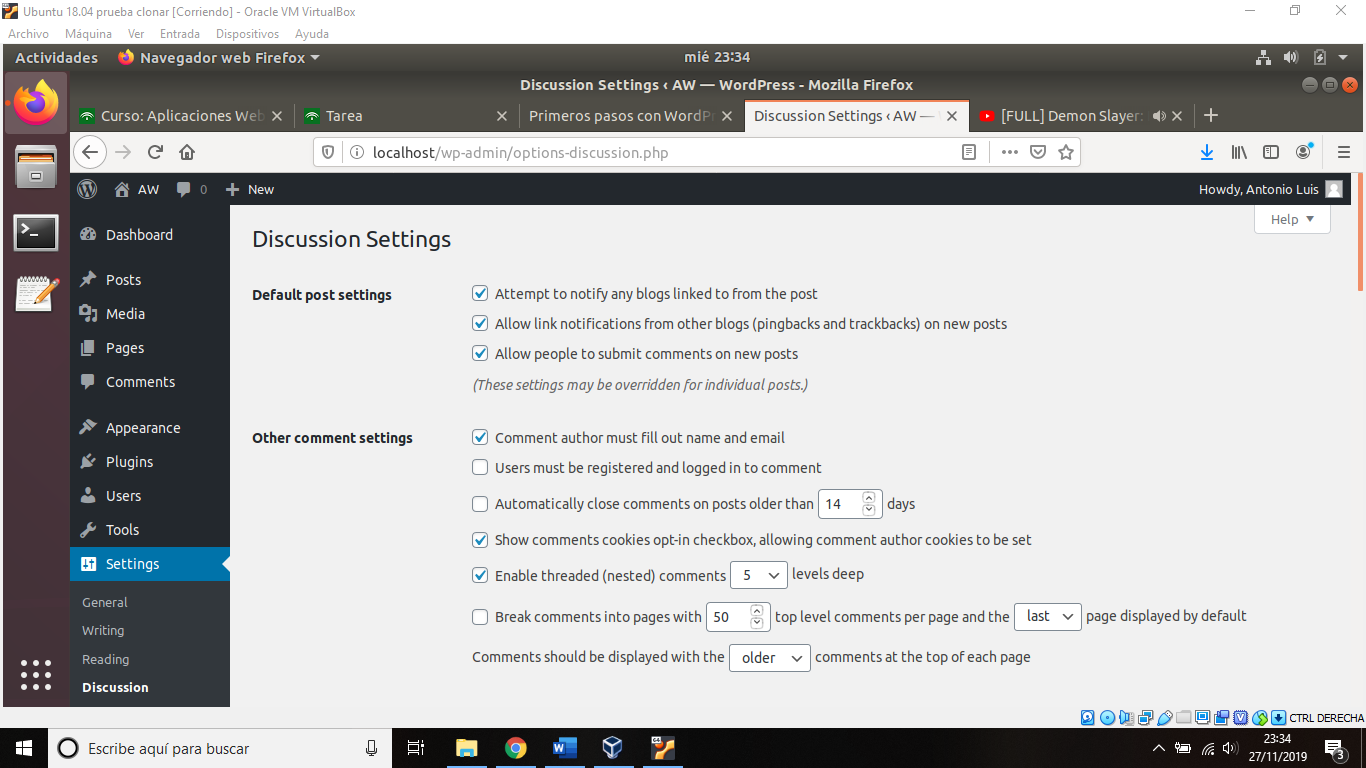 Ubuntu 18.04 prueba clonar [Corriendo] - Oracle VM VirtualBox
Archivo Máquina Ver Entrada Dispositivos Ayuda
Actividades Navegador web Firefox mié 23:34
Discussion Settings ‹ AW — WordPress - Mozilla Firefox
Curso: Aplicaciones Web Tarea Primeros pasos con WordPr Discussion Settings ‹ AW — [FULL] Demon Slayer:
localhost/wp-admin/options-discussion.php
AW 0 New Howdy, Antonio Luis
Help
Dashboard
Posts
Media
Pages
Comments
Appearance
Plugins
Users
Tools
Settings
General
Writing
Reading
Discussion
Discussion Settings
Default post settings
Attempt to notify any blogs linked to from the post
Allow link notifications from other blogs (pingbacks and trackbacks) on new posts
Allow people to submit comments on new posts
(These settings may be overridden for individual posts.)
Other comment settings
Comment author must fill out name and email
Users must be registered and logged in to comment
Automatically close comments on posts older than 14 days
Show comments cookies opt-in checkbox, allowing comment author cookies to be set
Enable threaded (nested) comments 5 levels deep
Break comments into pages with 50 top level comments per page and the last page displayed by default
Comments should be displayed with the older comments at the top of each page
CTRL DERECHA
Escribe aquí para buscar
23:34
27/11/2019
3